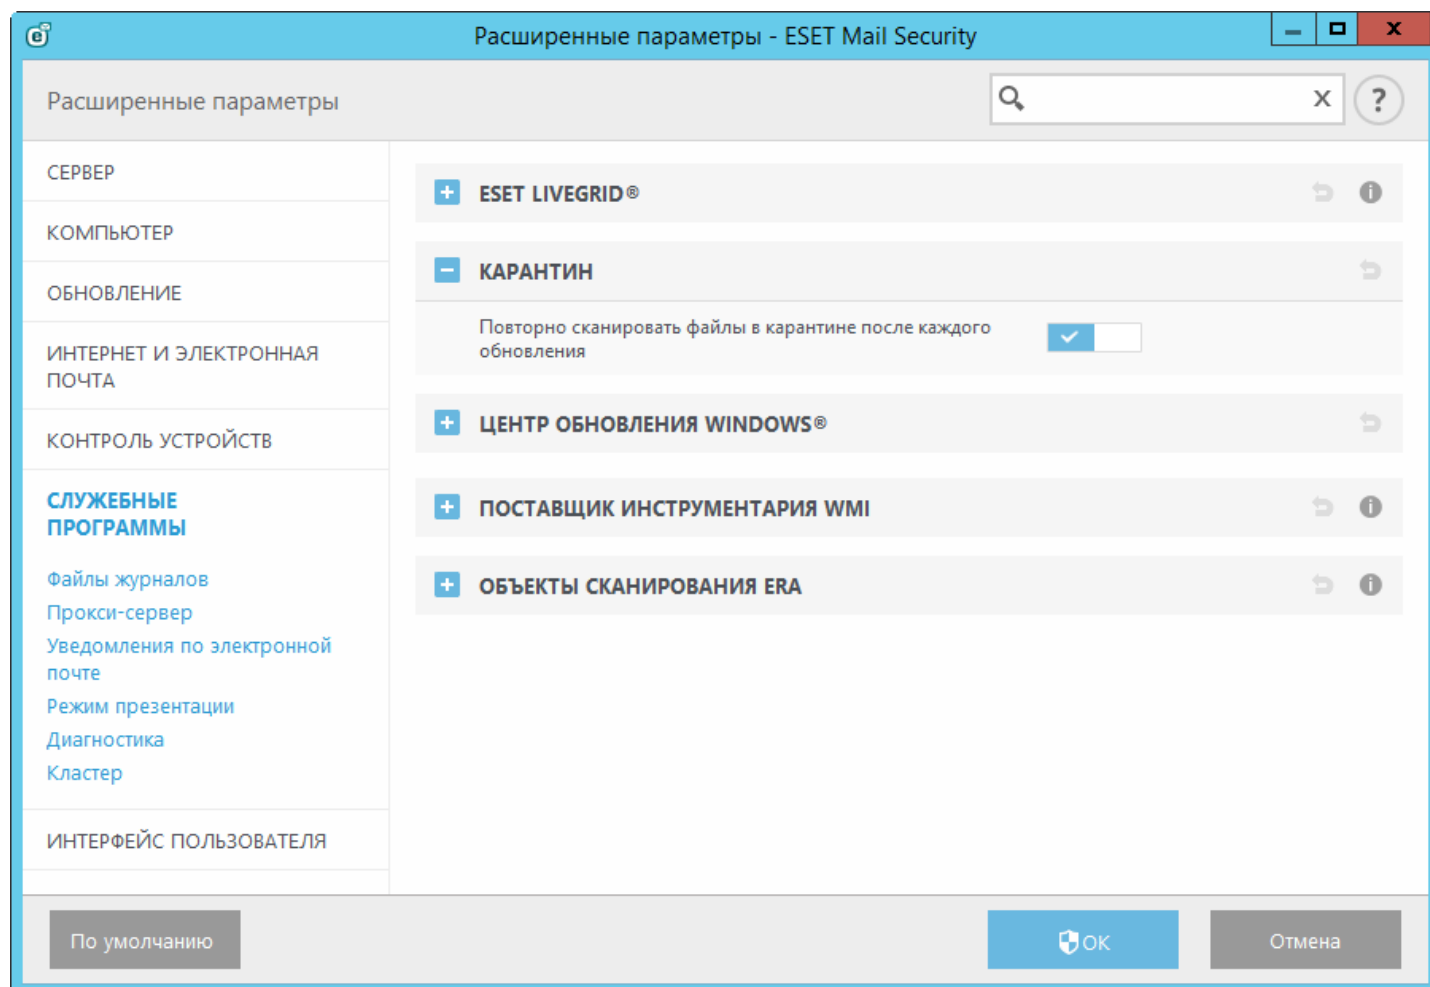 Расширенные параметры - ESET Mail Security
Расширенные параметры
СЕРВЕР
КОМПЬЮТЕР
ОБНОВЛЕНИЕ
ИНТЕРНЕТ И ЭЛЕКТРОННАЯ
ПОЧТА
КОНТРОЛЬ УСТРОЙСТВ
СЛУЖЕБНЫЕ
ПРОГРАММЫ
Файлы журналов
Прокси-сервер
Уведомления по электронной
почте
Режим презентации
Диагностика
Кластер
ИНТЕРФЕЙС ПОЛЬЗОВАТЕЛЯ
ESET LIVEGRID®
КАРАНТИН
Повторно сканировать файлы в карантине после каждого
обновления
ЦЕНТР ОБНОВЛЕНИЯ WINDOWS®
ПОСТАВЩИК ИНСТРУМЕНТАРИЯ WMI
ОБЪЕКТЫ СКАНИРОВАНИЯ ERA
По умолчанию
OK
Отмена